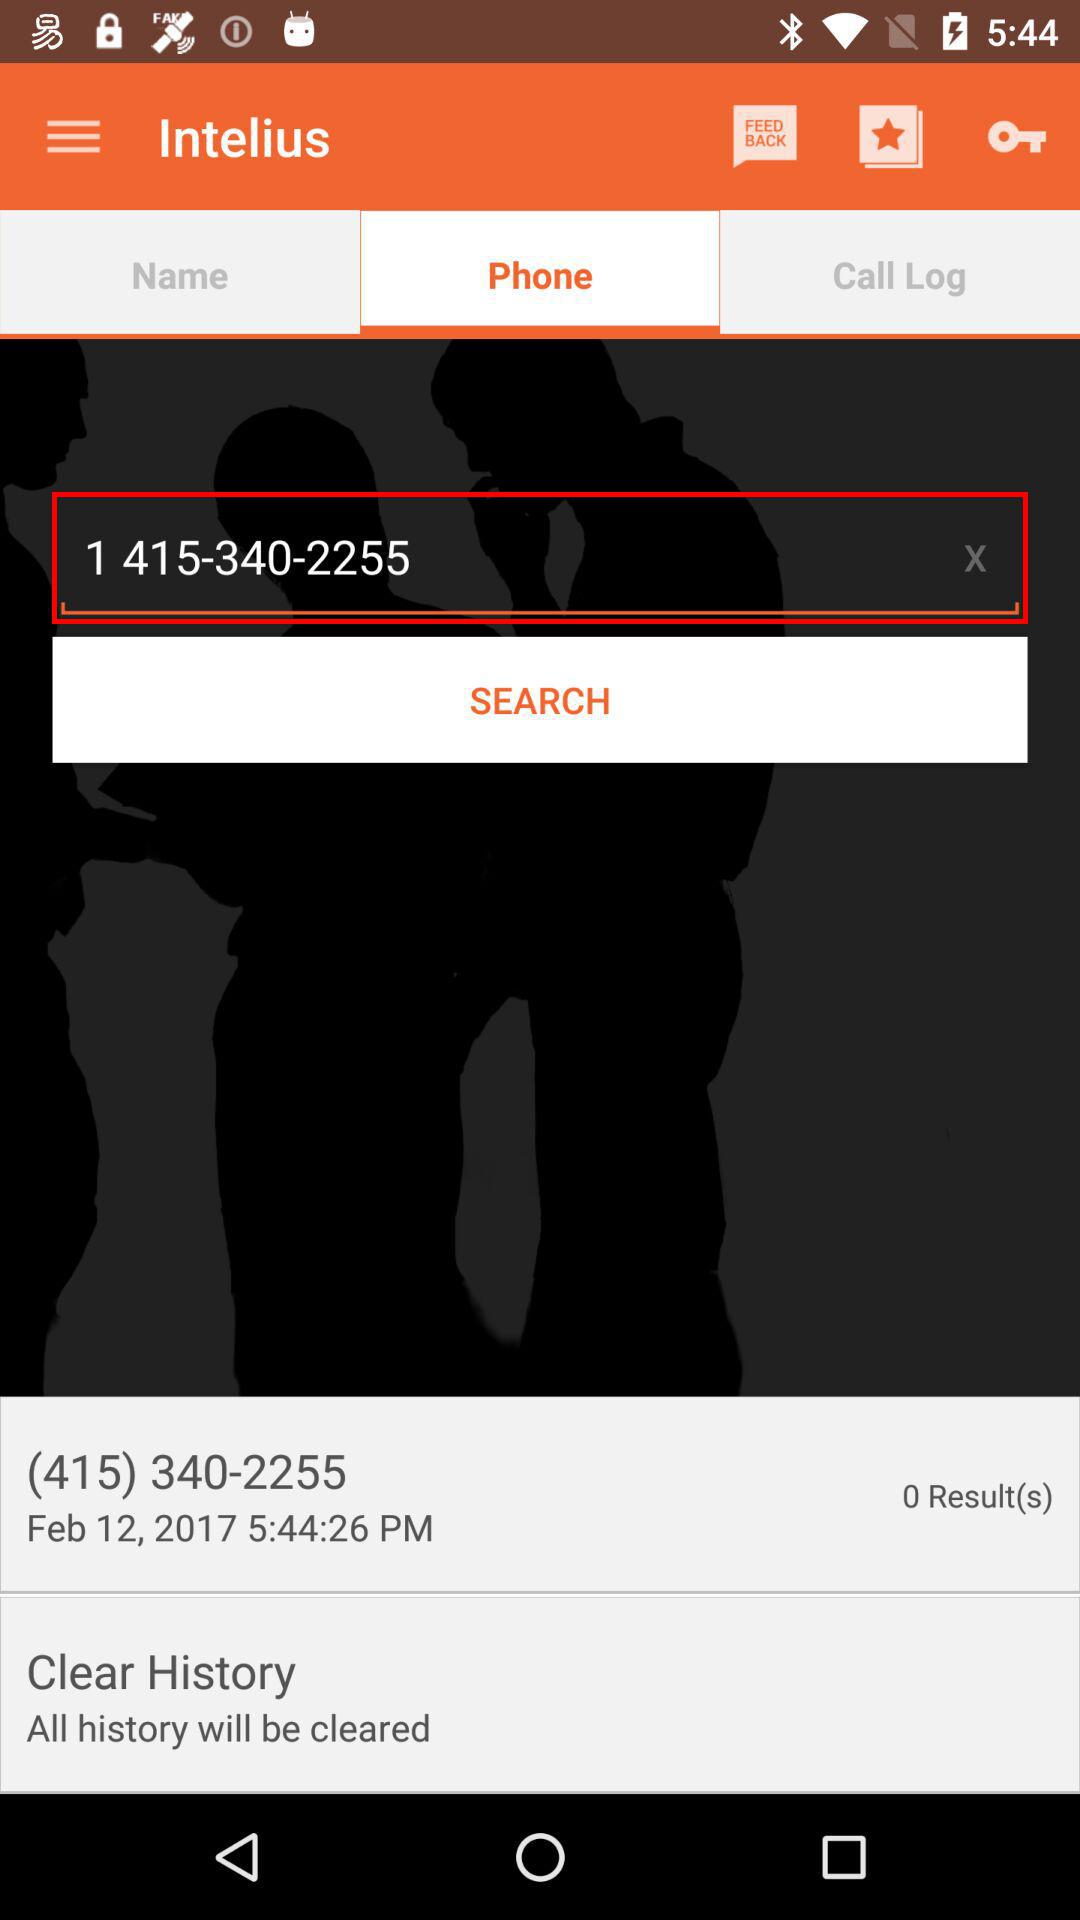 FAKE
5:44
Intelius
FEED
BACK
Name
Phone
Call Log
1 415-340-2255
X
SEARCH
(415) 340-2255
Feb 12, 2017 5:44:26 PM
0 Result(s)
Clear History
All history will be cleared